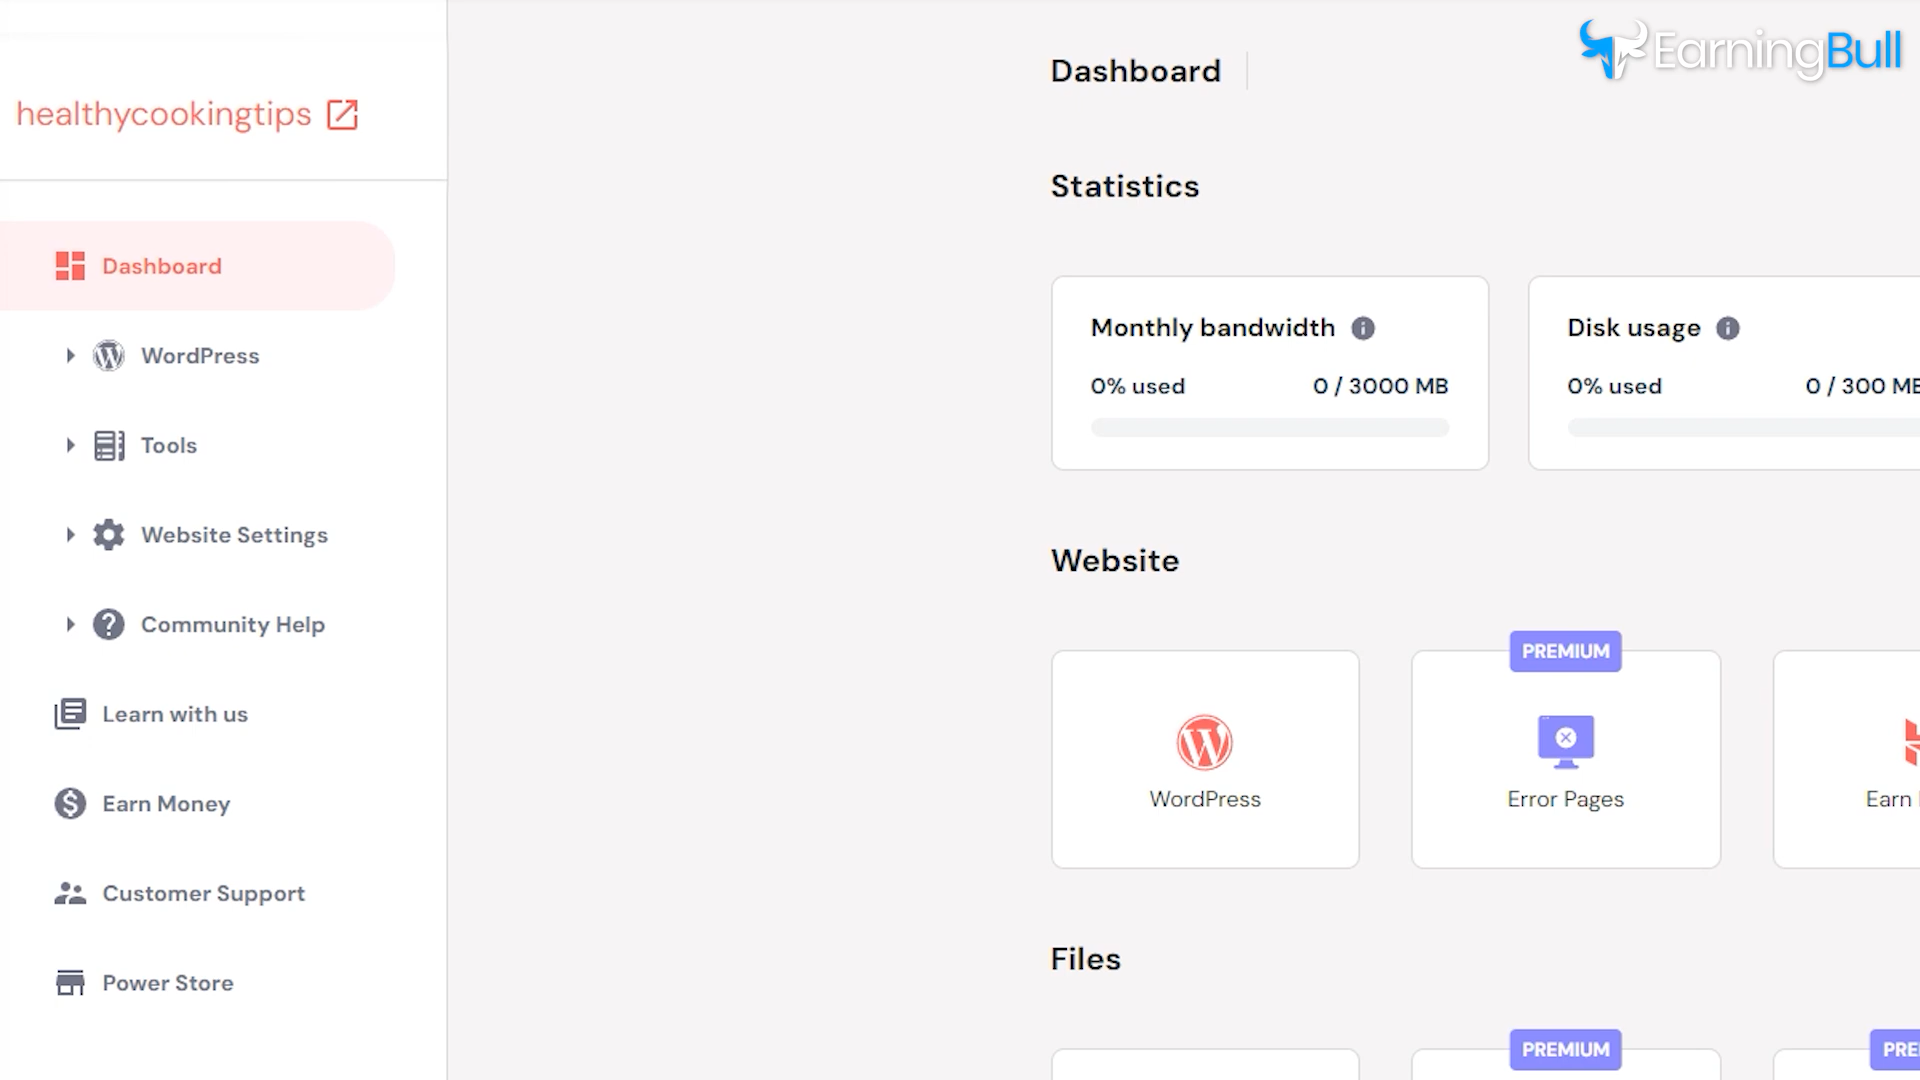 EarningBull
healthycookingtips
Dashboard
WordPress
Tools
Website Settings
Community Help
Learn with us
Earn Money
Customer Support
Power Store
Dashboard
Statistics
Monthly bandwidth
0% used 0 / 3000 MB
Disk usage
0% used 0 / 300 MB
Website
WordPress
PREMIUM
Error Pages
Earn
Files
PREMIUM